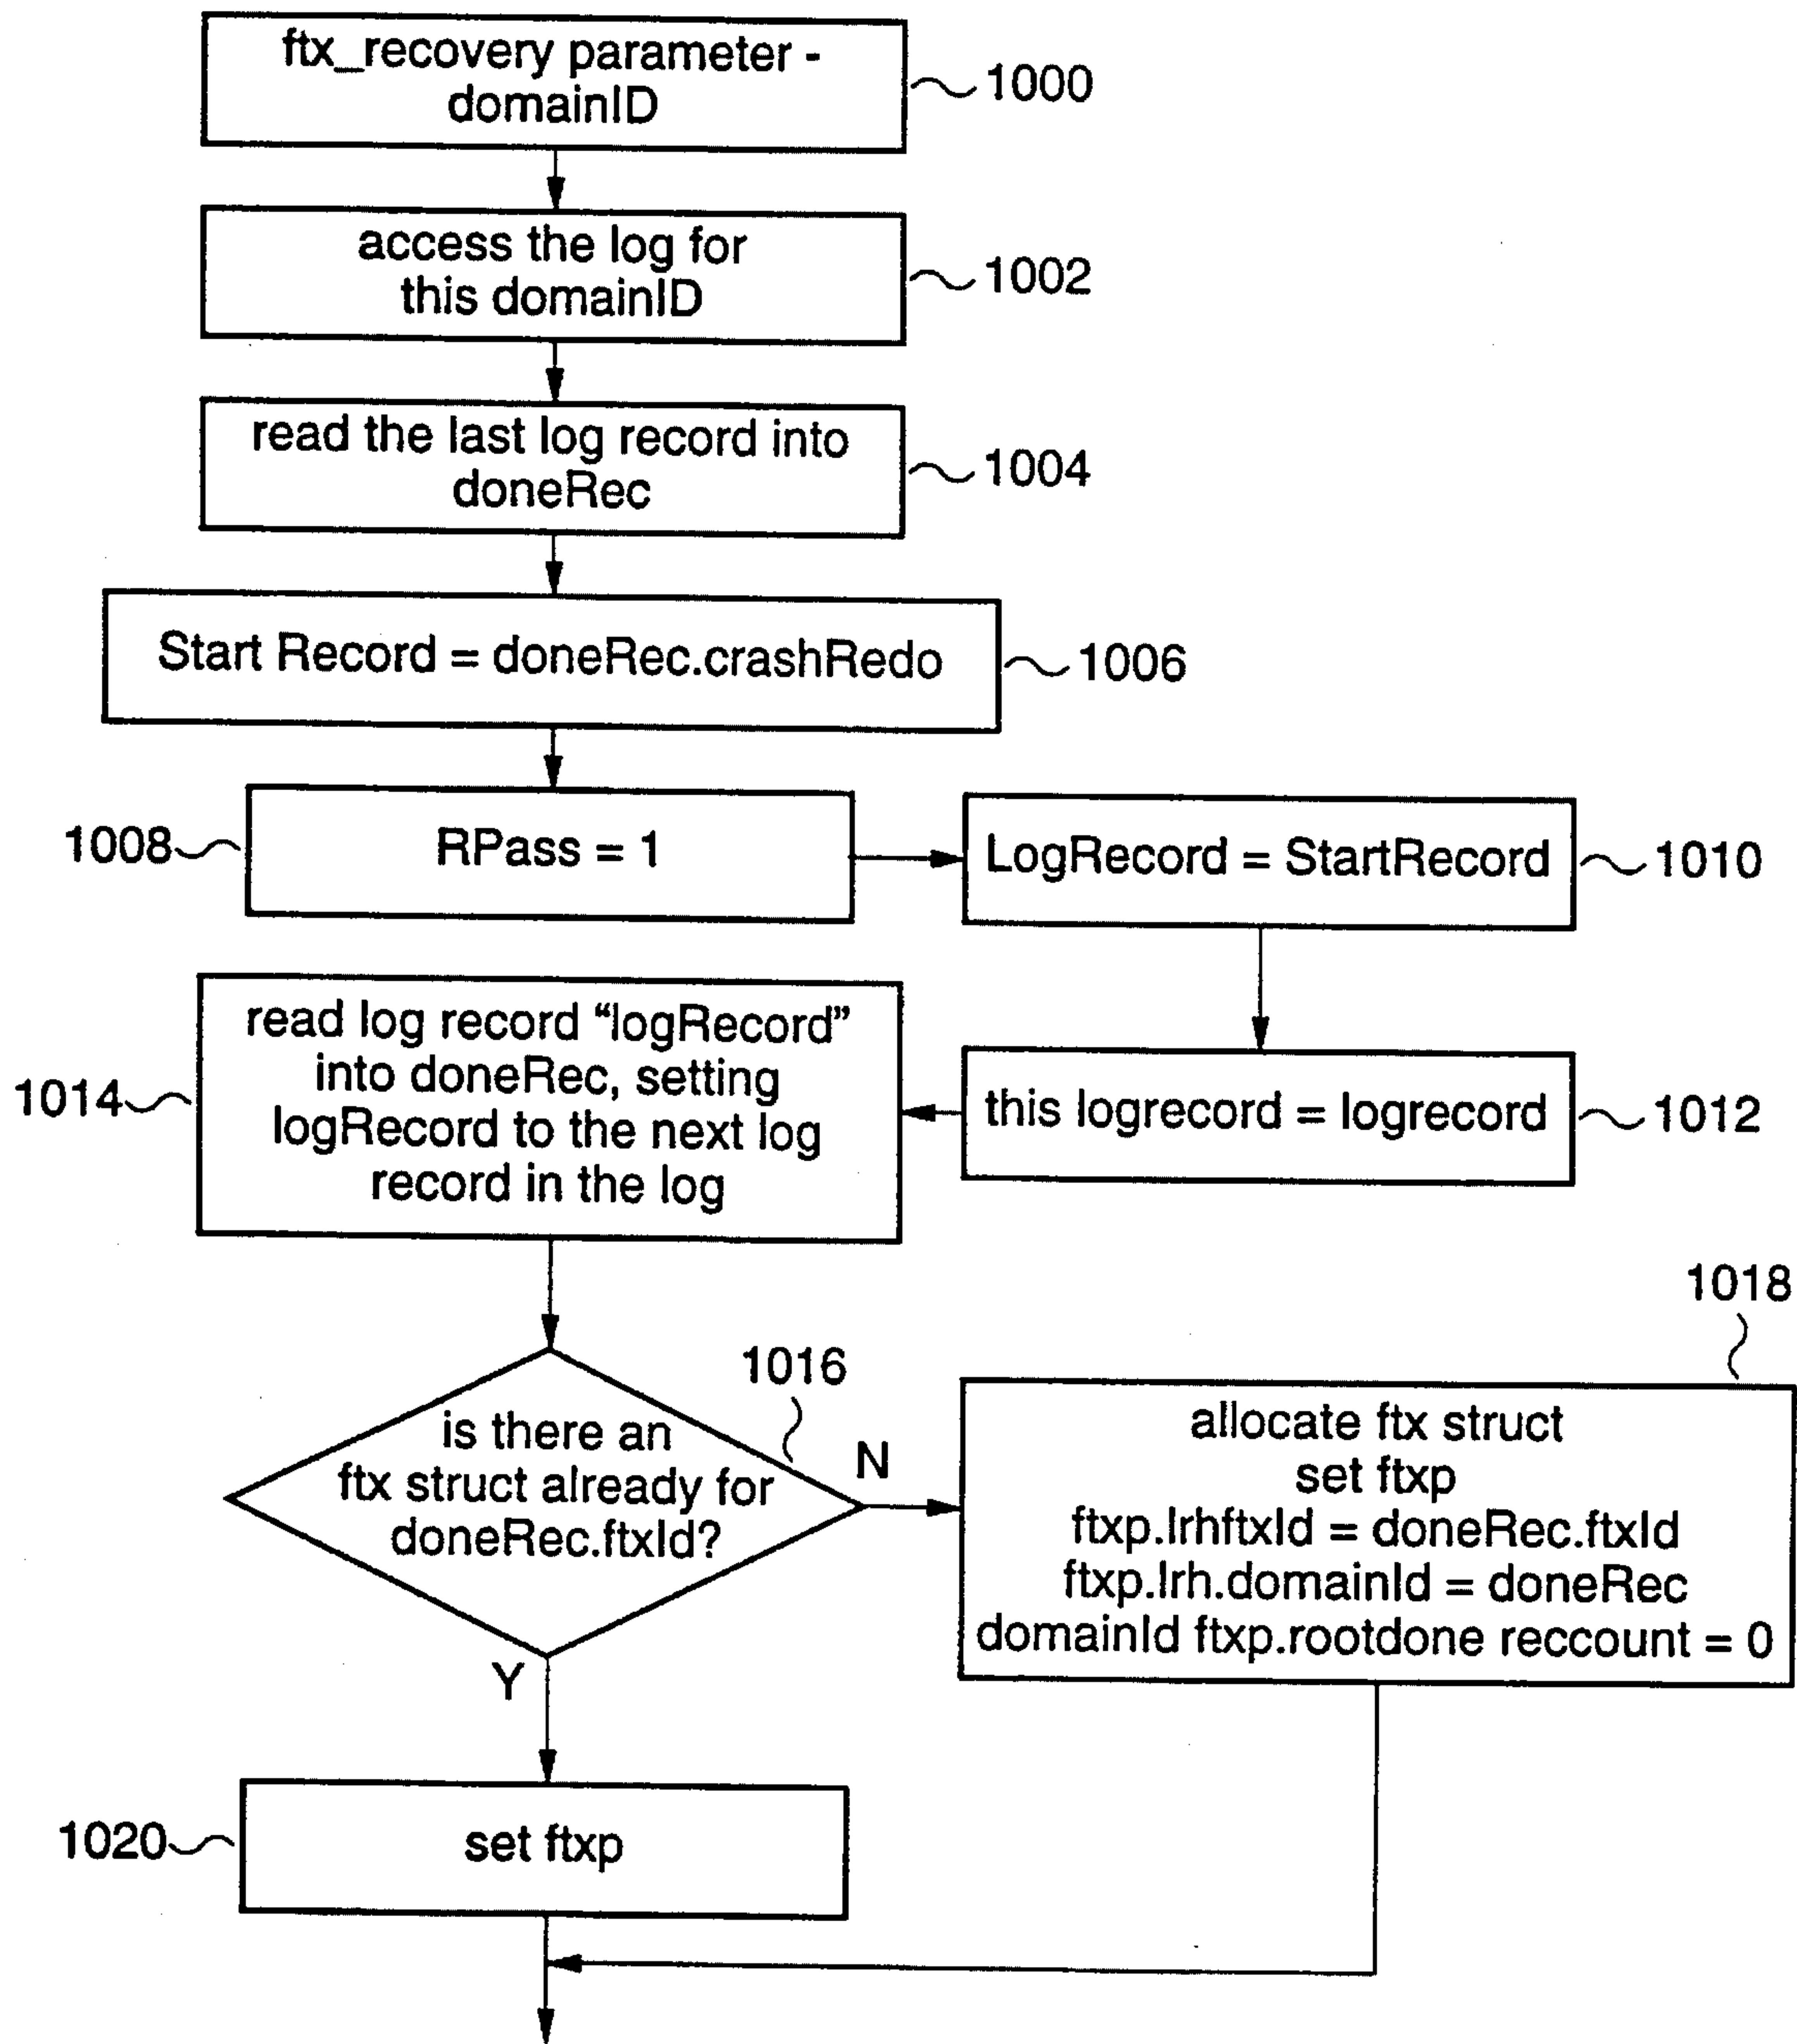 ftx_recovery parameter -
domainID
1000
access the log for
this domainID
1002
read the last log record into
doneRec
1004
Start Record = doneRec.crashRedo
1006
1008
RPass = 1
LogRecord = StartRecord
1010
read log record “logRecord”
into doneRec, setting
logRecord to the next log
record in the log
1014
this logrecord = logrecord
1012
1018
1016
is there an
ftx struct already for
doneRec.ftxId?
N
Y
allocate ftx struct
set ftxp
ftxp.lrhftxId = doneRec.ftxId
ftxp.lrh.domainId = doneRec
domainId ftxp.rootdone reccount = 0
1020
set ftxp